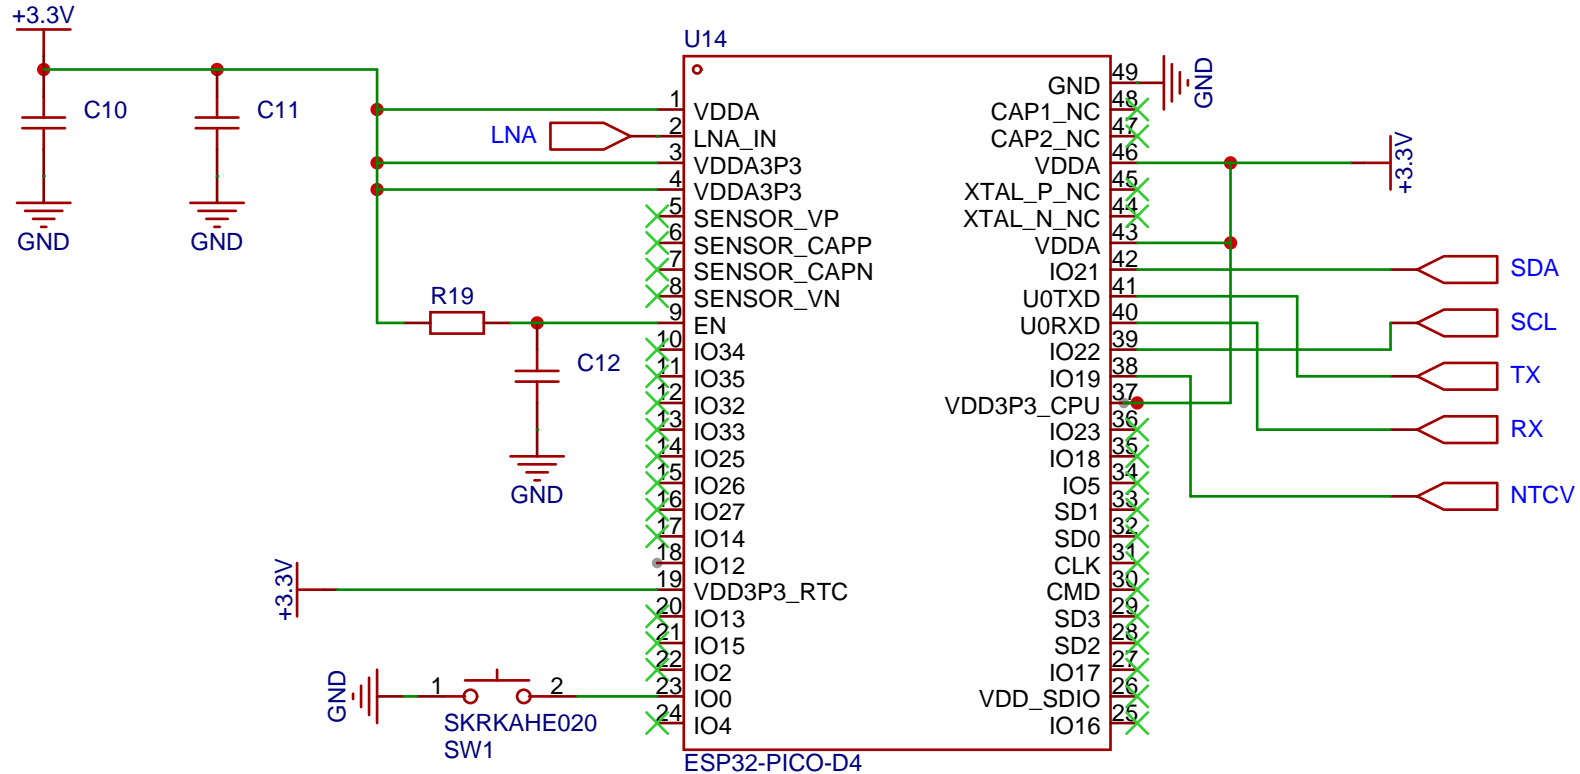 +3.3V
C10
C11
GND
GND
LNA
R19
C12
GND
+3.3V
GND
1
2
SKRKAHE020
SW1
U14
1 VDDA
2 LNA_IN
3 VDDA3P3
4 VDDA3P3
5 SENSOR_VP
6 SENSOR_CAPP
7 SENSOR_CAPN
8 SENSOR_VN
9 EN
10 IO34
11 IO35
12 IO32
13 IO33
14 IO25
15 IO26
16 IO27
17 IO14
18 IO12
19 VDD3P3_RTC
20 IO13
21 IO15
22 IO2
23 IO0
24 IO4
GND 49
CAP1_NC 48
CAP2_NC 47
VDDA 46
XTAL_P_NC 45
XTAL_N_NC 44
VDDA 43
IO21 42
U0TXD 41
U0RXD 40
IO22 39
IO19 38
VDD3P3_CPU 37
IO23 36
IO18 35
IO5 34
SD1 33
SD0 32
CLK 31
CMD 30
SD3 29
SD2 28
IO17 27
VDD_SDIO 26
IO16 25
ESP32-PICO-D4
GND
+3.3V
SDA
SCL
TX
RX
NTCV